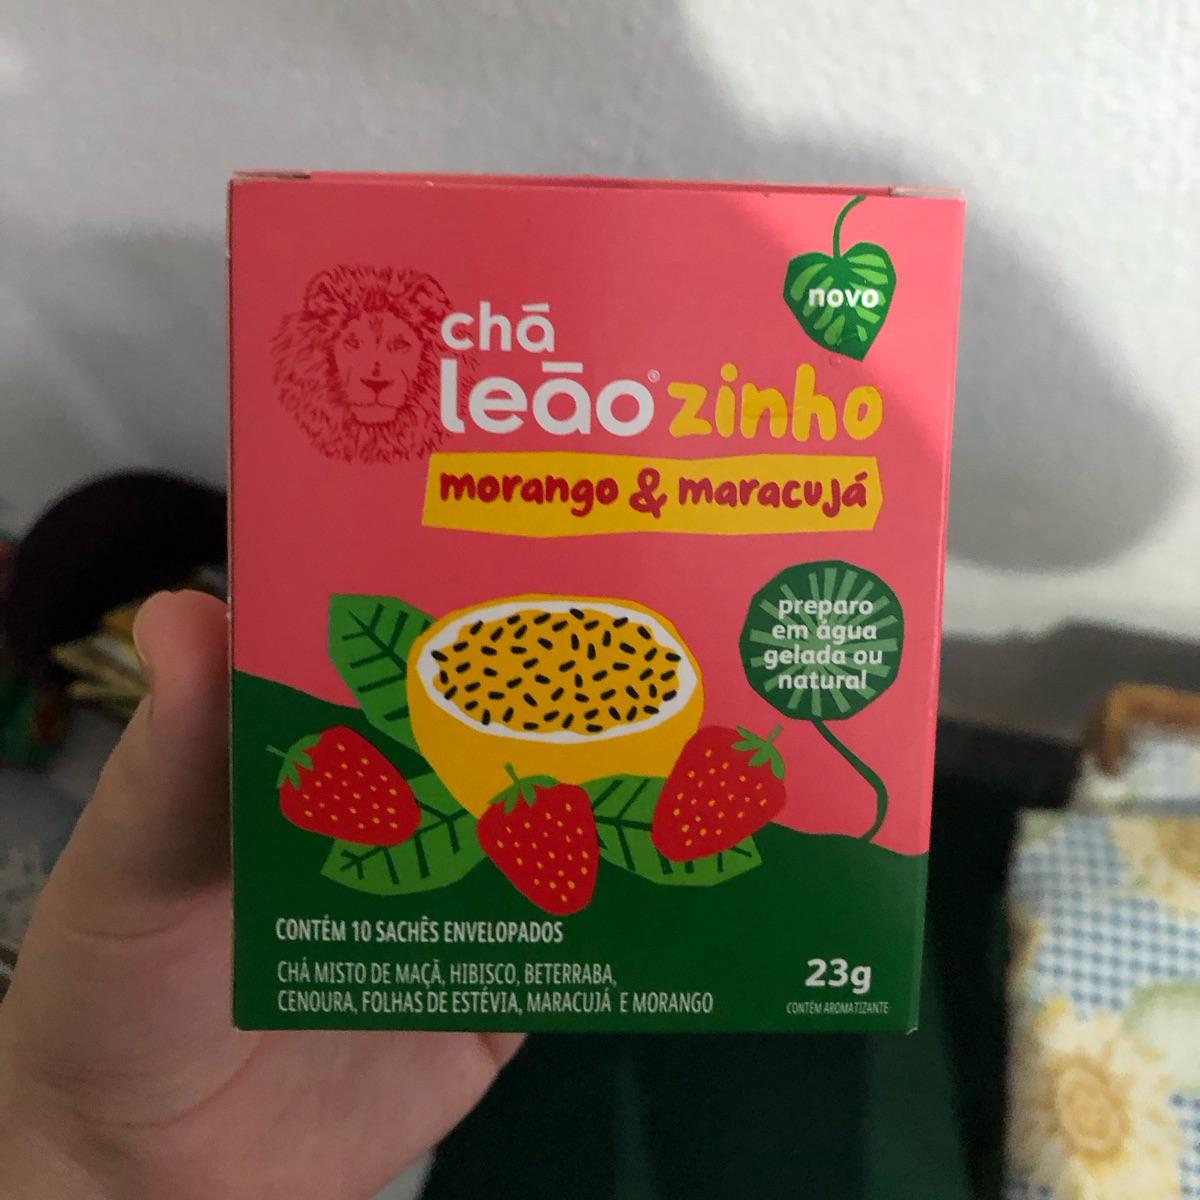 novo
chá
leão® zinho
morango & maracujá
preparo
em água
gelada ou
natural
CONTÉM 10 SACHÊS ENVELOPADOS
CHÁ MISTO DE MAÇÃ, HIBISCO, BETERRABA,
CENOURA, FOLHAS DE ESTÉVIA, MARACUJÁ E MORANGO
23g
CONTÉM AROMATIZANTE